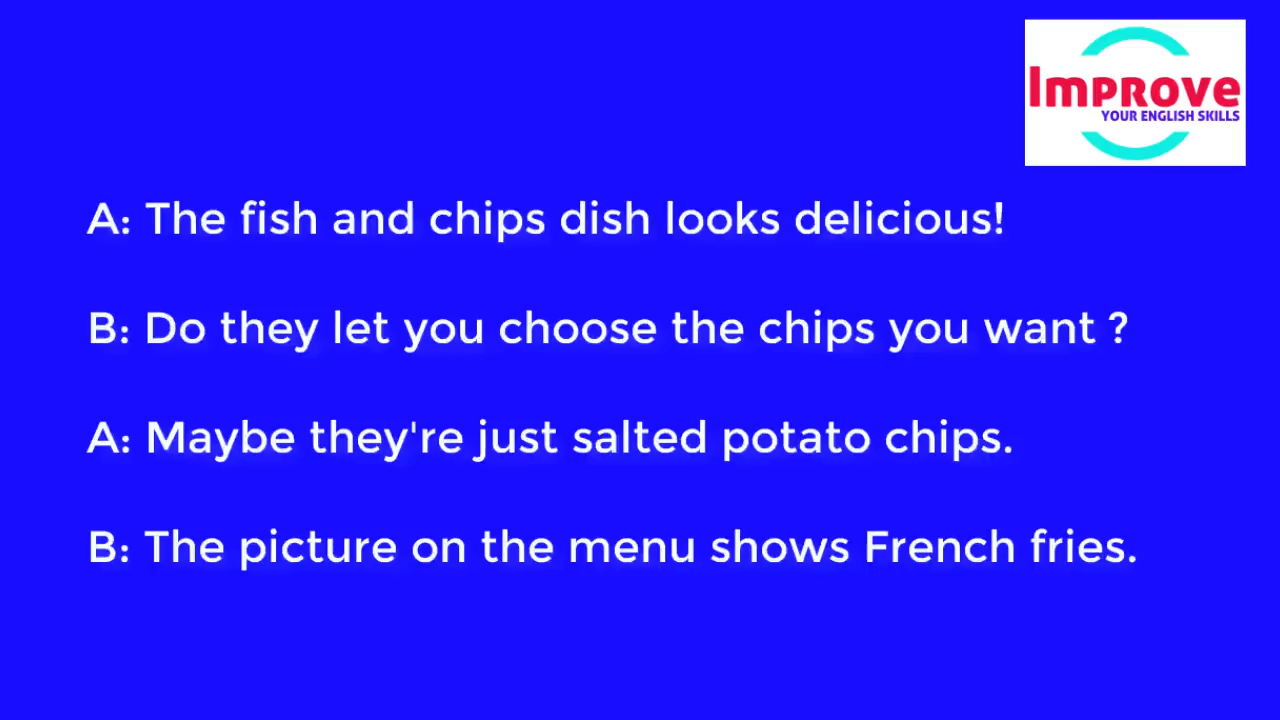 Improve
YOUR ENGLISH SKILLS
A: The fish and chips dish looks delicious!
B: Do they let you choose the chips you want ?
A: Maybe they're just salted potato chips.
B: The picture on the menu shows French fries.